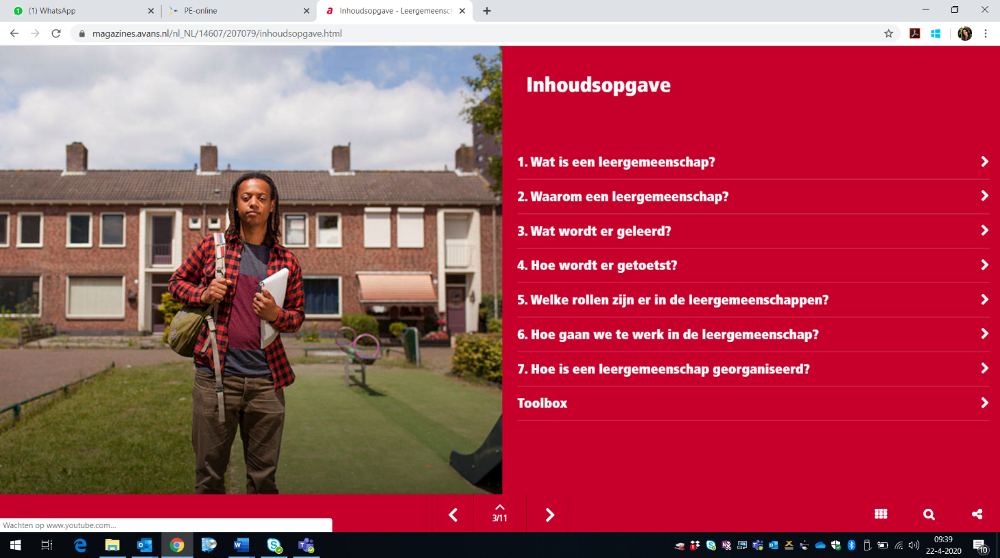 (1) WhatsApp
PE-online
Inhoudsopgave - Leergemeensch
magazines.avans.nl/nl_NL/14607/207079/inhoudsopgave.html
Inhoudsopgave
1. Wat is een leergemeenschap?
2. Waarom een leergemeenschap?
3. Wat wordt er geleerd?
4. Hoe wordt er getoetst?
5. Welke rollen zijn er in de leergemeenschappen?
6. Hoe gaan we te werk in de leergemeenschap?
7. Hoe is een leergemeenschap georganiseerd?
Toolbox
3/11
Wachten op www.youtube.com...
09:39
22-4-2020
10